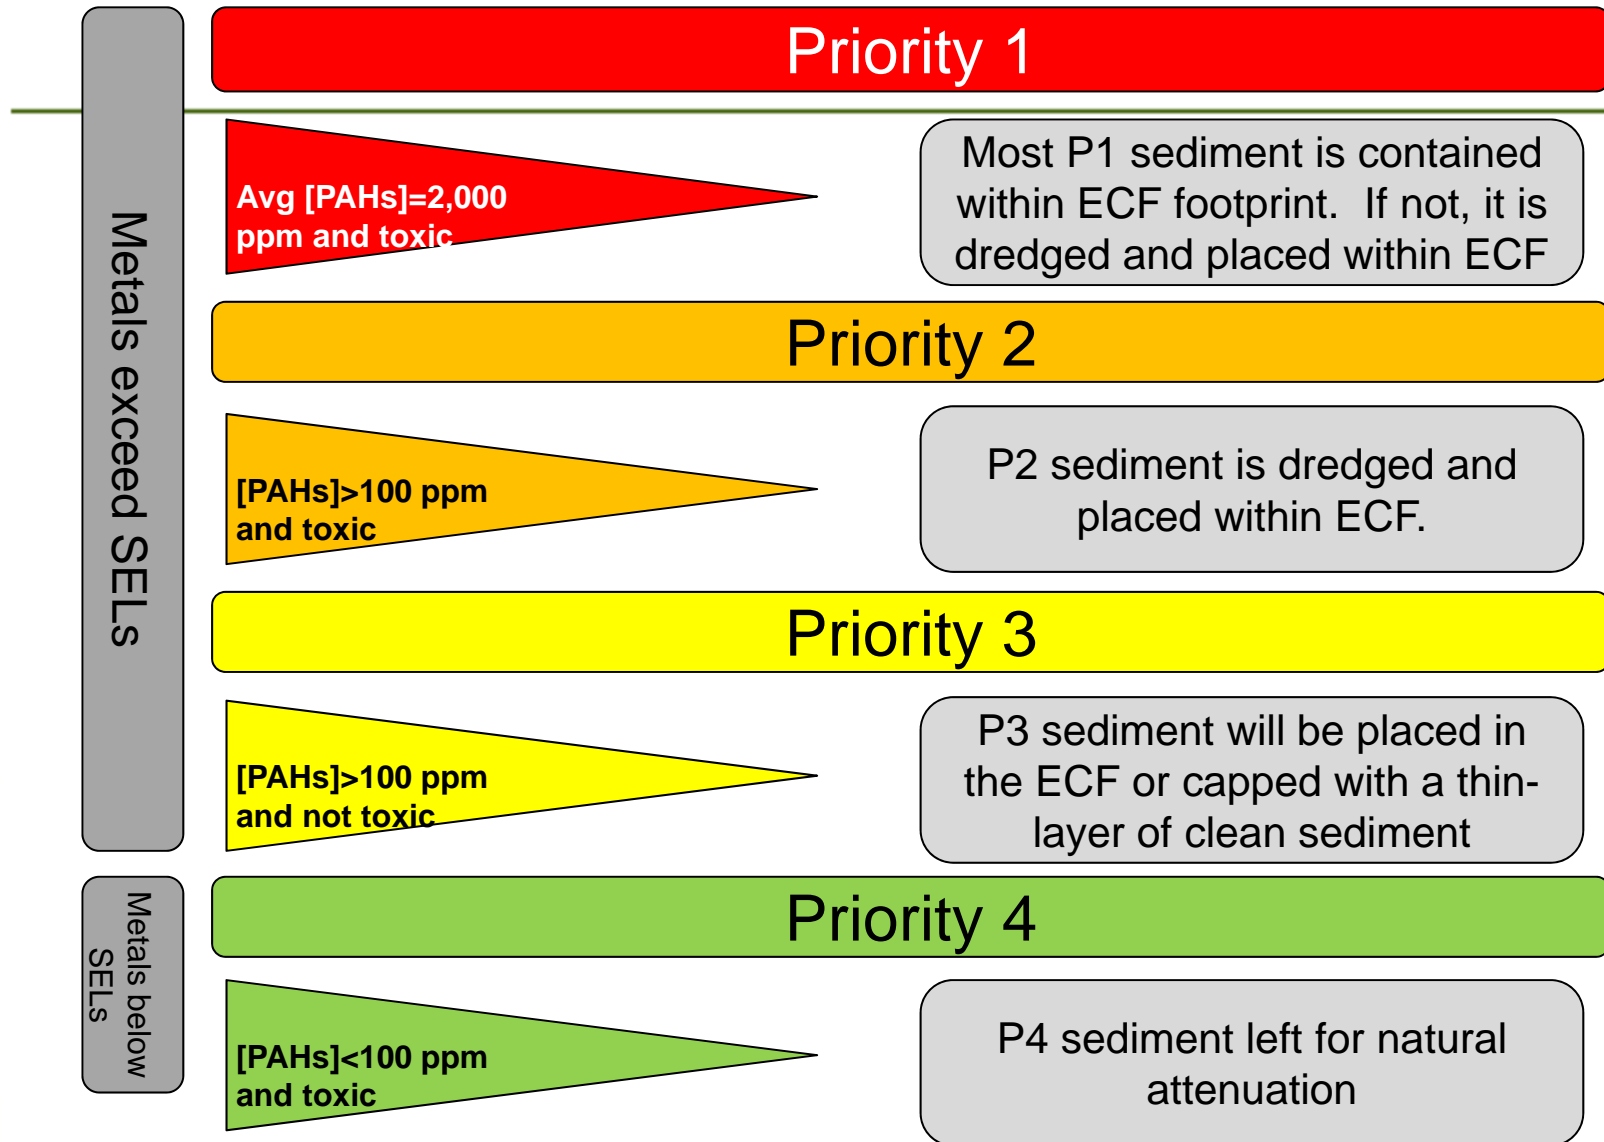 Metals exceed SELs
Priority 1
Avg [PAHs]=2,000
ppm and toxic
Most P1 sediment is contained
within ECF footprint.  If not, it is
dredged and placed within ECF
Priority 2
[PAHs]>100 ppm
and toxic
P2 sediment is dredged and
placed within ECF.
Priority 3
[PAHs]>100 ppm
and not toxic
P3 sediment will be placed in
the ECF or capped with a thin-
layer of clean sediment
Metals below
SELs
Priority 4
[PAHs]<100 ppm
and toxic
P4 sediment left for natural
attenuation